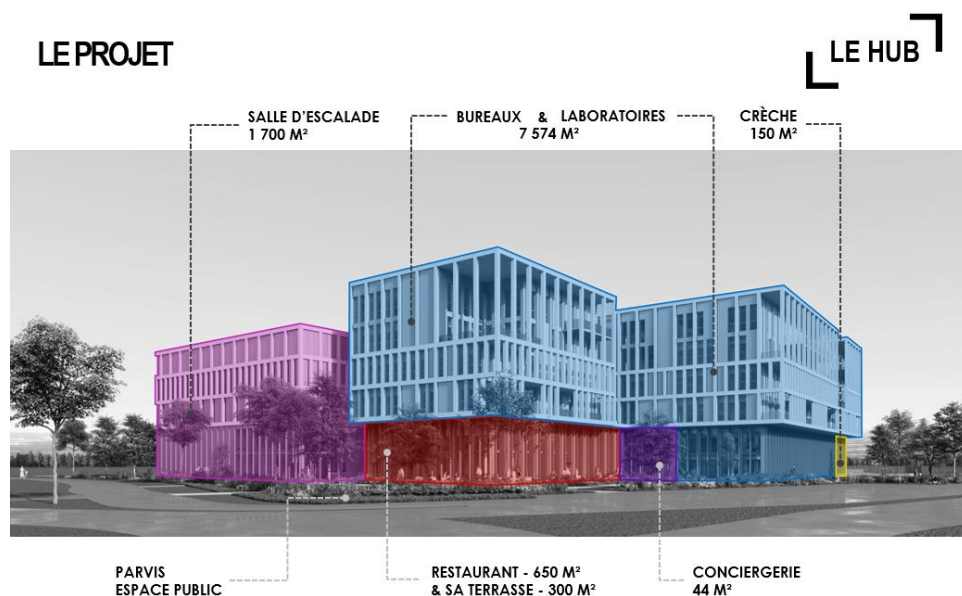 LE PROJET
LE HUB
SALLE D'ESCALADE
1 700 M²
BUREAUX & LABORATOIRES
7 574 M²
CRÈCHE
150 M²
PARVIS
ESPACE PUBLIC
RESTAURANT - 650 M²
& SA TERRASSE - 300 M²
CONCIERGERIE
44 M²